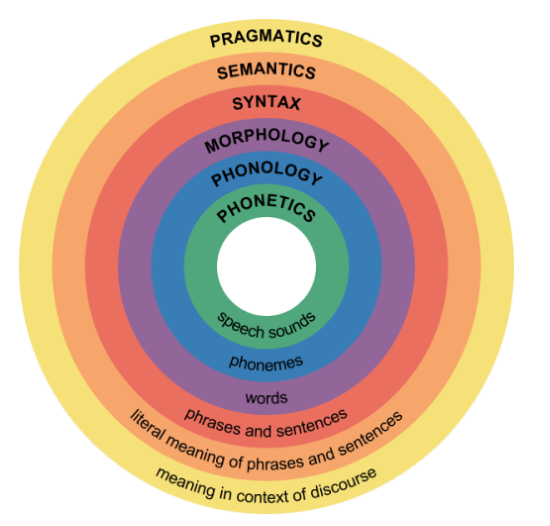 PRAGMATICS
SEMANTICS
SYNTAX
MORPHOLOGY
PHONOLOGY
PHONETICS
speech sounds
phonemes
words
phrases and sentences
literal meaning of phrases and sentences
meaning in context of discourse